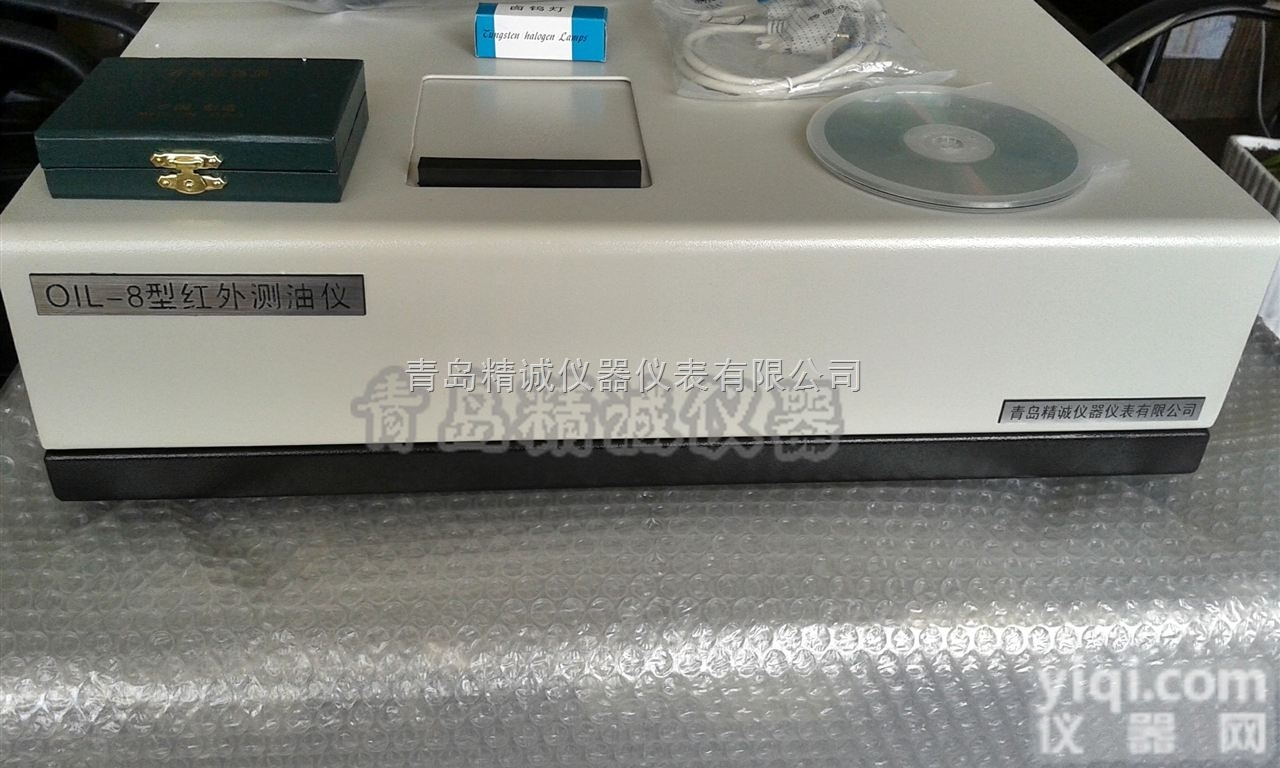 卤钨灯
Tungsten halogen Lamps
OIL-8型红外测油仪
青岛精诚仪器仪表有限公司
青岛精诚仪器
青岛精诚仪器仪表有限公司
yiqi.com
仪器网